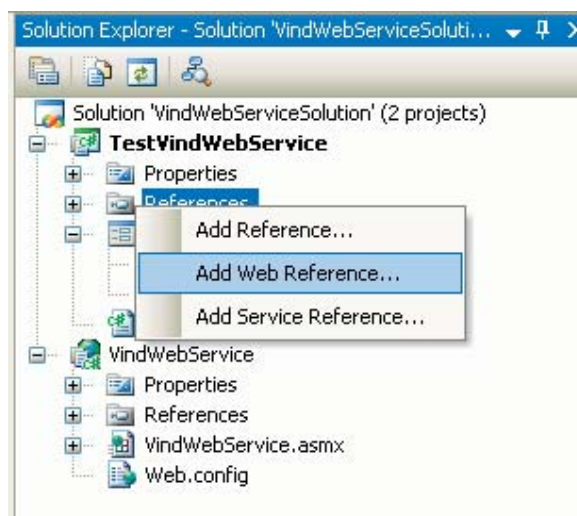 Solution Explorer - Solution 'VindWebServiceSoluti...
Solution 'VindWebServiceSolution' (2 projects)
TestVindWebService
Properties
References
Add Reference...
Add Web Reference...
Add Service Reference...
VindWebService
Properties
References
VindWebService.asmx
Web.config